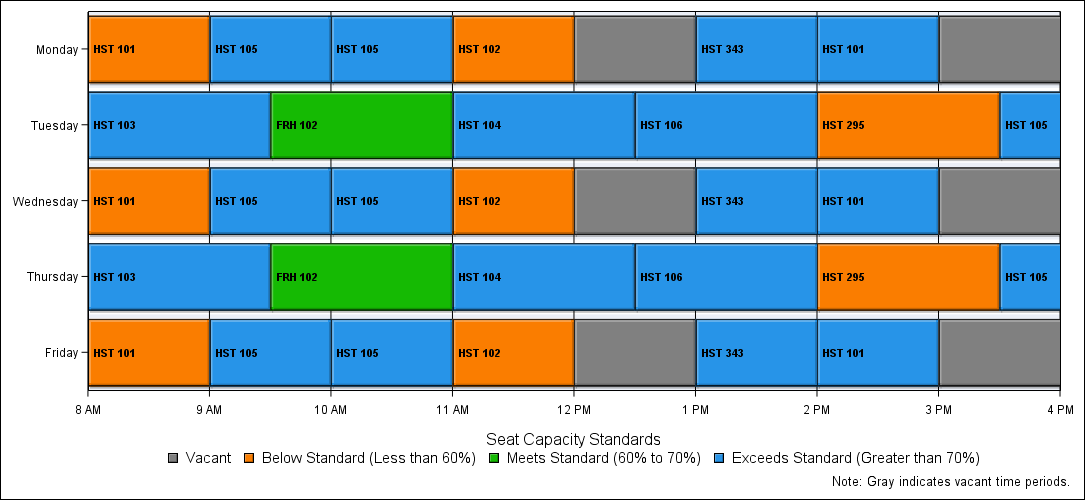 Monday HST 101 HST 105 HST 105 HST 102 HST 343 HST 101
Tuesday HST 103 FRH 102 HST 104 HST 106 HST 295 HST 105
Wednesday HST 101 HST 105 HST 105 HST 102 HST 343 HST 101
Thursday HST 103 FRH 102 HST 104 HST 106 HST 295 HST 105
Friday HST 101 HST 105 HST 105 HST 102 HST 343 HST 101
8 AM 9 AM 10 AM 11 AM 12 PM 1 PM 2 PM 3 PM 4 PM
Seat Capacity Standards
Vacant Below Standard (Less than 60%) Meets Standard (60% to 70%) Exceeds Standard (Greater than 70%)
Note: Gray indicates vacant time periods.